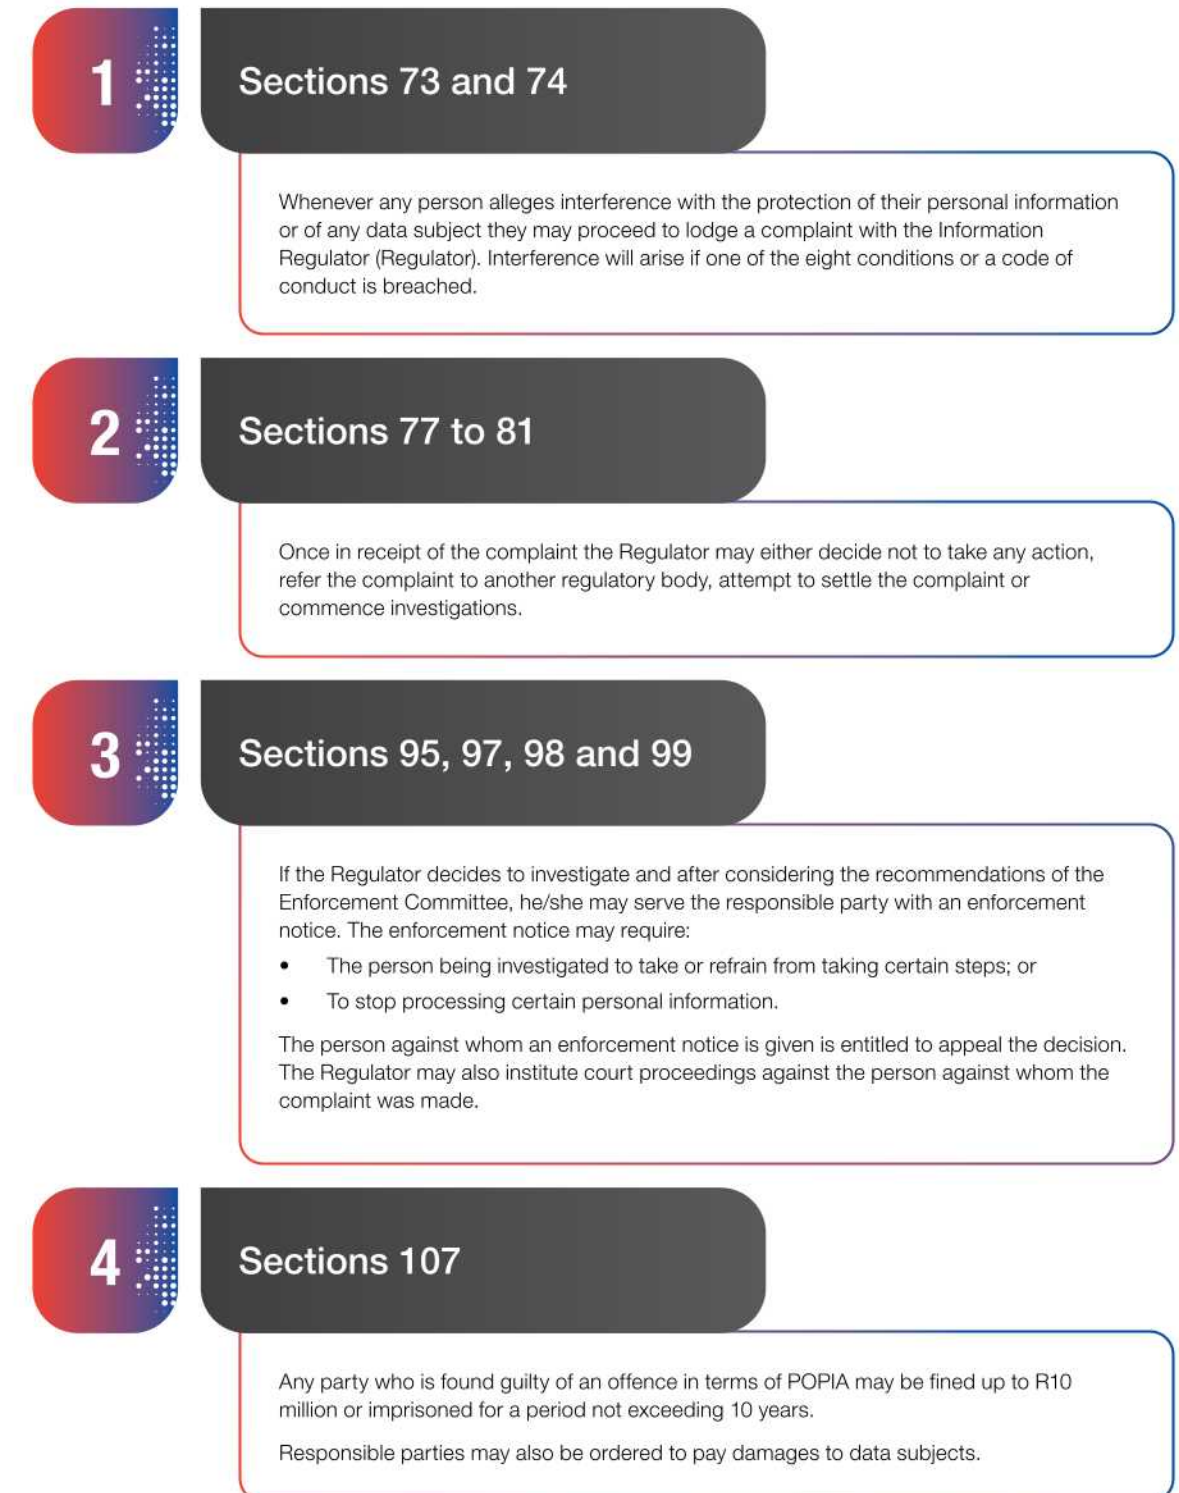 1
Sections 73 and 74
Whenever any person alleges interference with the protection of their personal information
or of any data subject they may proceed to lodge a complaint with the Information
Regulator (Regulator). Interference will arise if one of the eight conditions or a code of
conduct is breached.
2
Sections 77 to 81
Once in receipt of the complaint the Regulator may either decide not to take any action,
refer the complaint to another regulatory body, attempt to settle the complaint or
commence investigations.
3
Sections 95, 97, 98 and 99
If the Regulator decides to investigate and after considering the recommendations of the
Enforcement Committee, he/she may serve the responsible party with an enforcement
notice. The enforcement notice may require:
• The person being investigated to take or refrain from taking certain steps; or
• To stop processing certain personal information.
The person against whom an enforcement notice is given is entitled to appeal the decision.
The Regulator may also institute court proceedings against the person against whom the
complaint was made.
4
Sections 107
Any party who is found guilty of an offence in terms of POPIA may be fined up to R10
million or imprisoned for a period not exceeding 10 years.
Responsible parties may also be ordered to pay damages to data subjects.